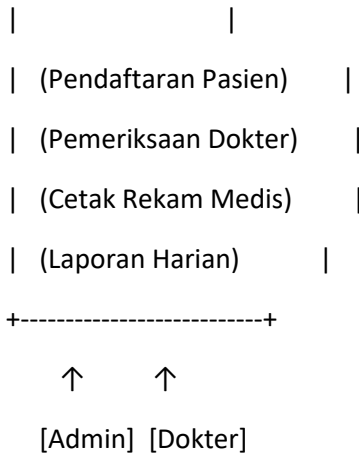 |                           |
|   (Pendaftaran Pasien)       |
|   (Pemeriksaan Dokter)       |
|   (Cetak Rekam Medis)        |
|   (Laporan Harian)           |
+---------------------------+
↑          ↑
[Admin]  [Dokter]